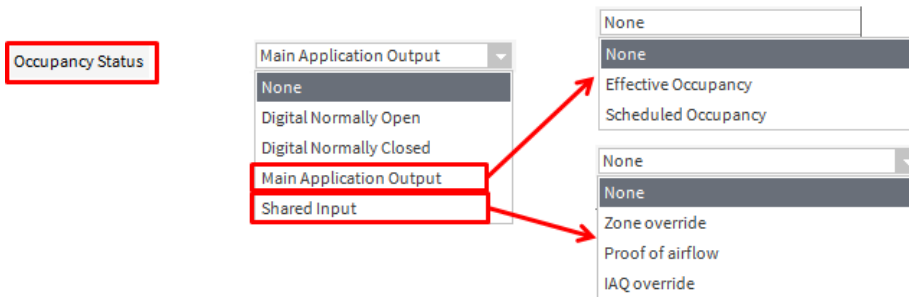 Occupancy Status
Main Application Output
None
Digital Normally Open
Digital Normally Closed
Main Application Output
Shared Input
None
None
Effective Occupancy
Scheduled Occupancy
None
None
Zone override
Proof of airflow
IAQ override